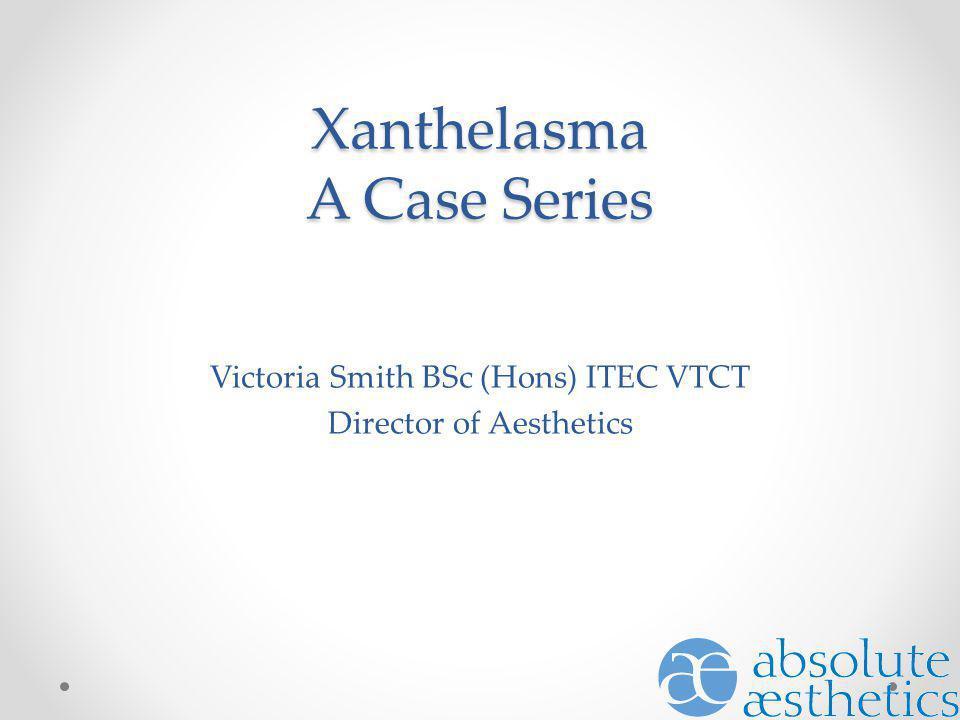 Xanthelasma
A Case Series
Victoria Smith BSc (Hons) ITEC VTCT
Director of Aesthetics
æ absolute
æsthetics